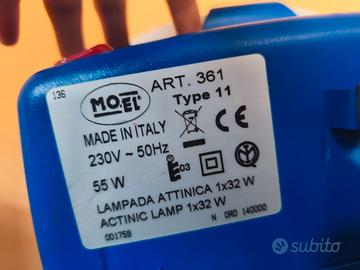 136
MO-EL
ART. 361
Type 11
MADE IN ITALY
230V ~ 50Hz
03
55 W
LAMPADA ATTINICA 1x32 W
ACTINIC LAMP 1x32 W
001758
N ORD 140000
subito